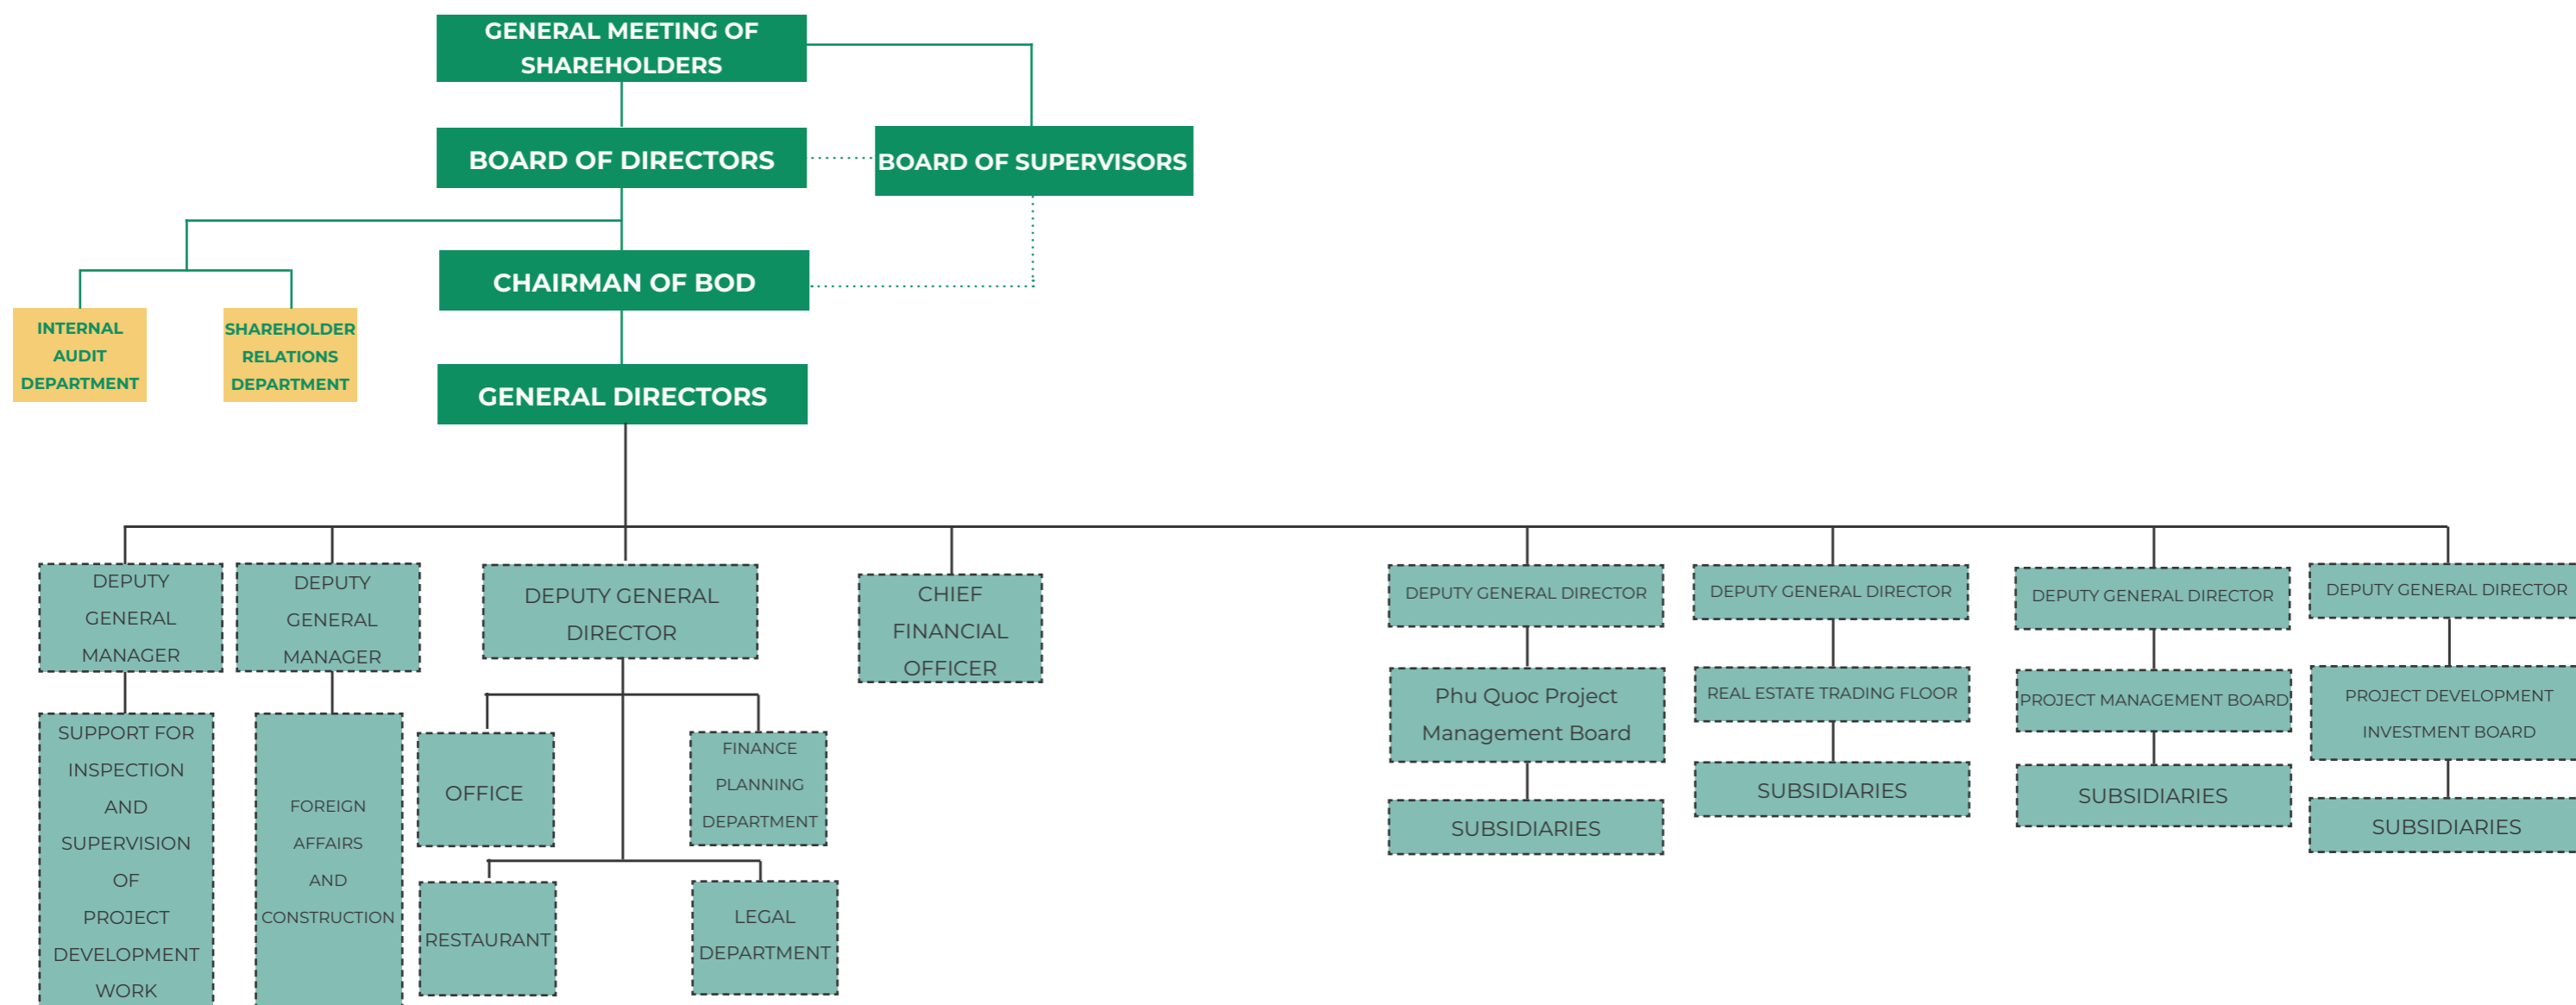 GENERAL MEETING OF
SHAREHOLDERS
BOARD OF DIRECTORS
BOARD OF SUPERVISORS
CHAIRMAN OF BOD
INTERNAL
AUDIT
DEPARTMENT
SHAREHOLDER
RELATIONS
DEPARTMENT
GENERAL DIRECTORS
DEPUTY
GENERAL
MANAGER
DEPUTY
GENERAL
MANAGER
DEPUTY GENERAL
DIRECTOR
CHIEF
FINANCIAL
OFFICER
DEPUTY GENERAL DIRECTOR
DEPUTY GENERAL DIRECTOR
DEPUTY GENERAL DIRECTOR
DEPUTY GENERAL DIRECTOR
SUPPORT FOR
INSPECTION
AND
SUPERVISION
OF
PROJECT
DEVELOPMENT
WORK
FOREIGN
AFFAIRS
AND
CONSTRUCTION
OFFICE
FINANCE
PLANNING
DEPARTMENT
RESTAURANT
LEGAL
DEPARTMENT
Phu Quoc Project
Management Board
SUBSIDIARIES
REAL ESTATE TRADING FLOOR
SUBSIDIARIES
PROJECT MANAGEMENT BOARD
SUBSIDIARIES
PROJECT DEVELOPMENT
INVESTMENT BOARD
SUBSIDIARIES